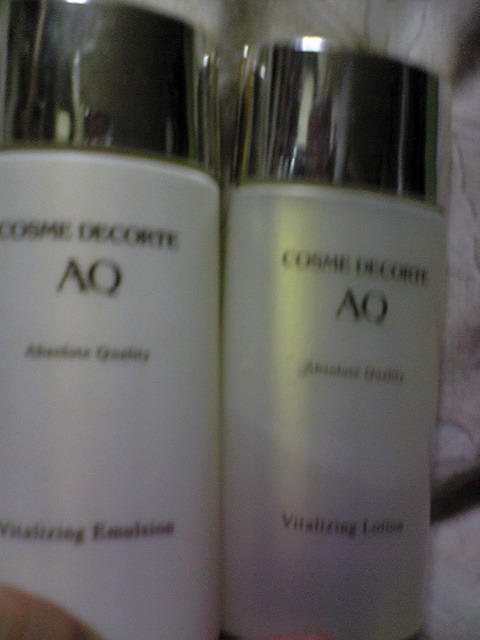 COSME DECORTE
AQ
Absolute Quality
Vitalizing Emulsion
COSME DECORTE
AQ
Absolute Quality
Vitalizing Lotion